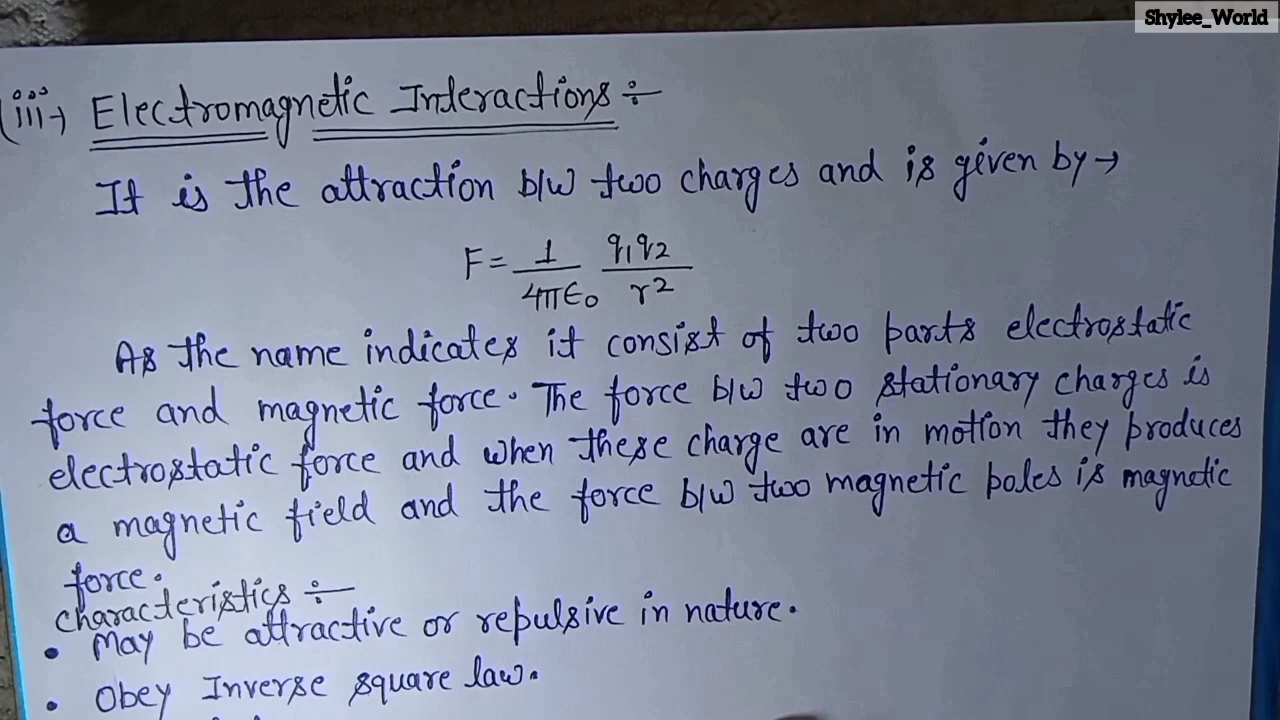 Shylee_World
(iii→ Electromagnetic Interactions ÷
It is the attraction b/w two charges and is given by →
F = 1/4πϵ₀ q₁q₂/r²
As the name indicates it consist of two parts electrostatic
force and magnetic force. The force b/w two stationary charges is
electrostatic force and when these charge are in motion they produces
a magnetic field and the force b/w two magnetic poles is magnetic
force.
characteristics ÷
• May be attractive or repulsive in nature.
• Obey Inverse square law.